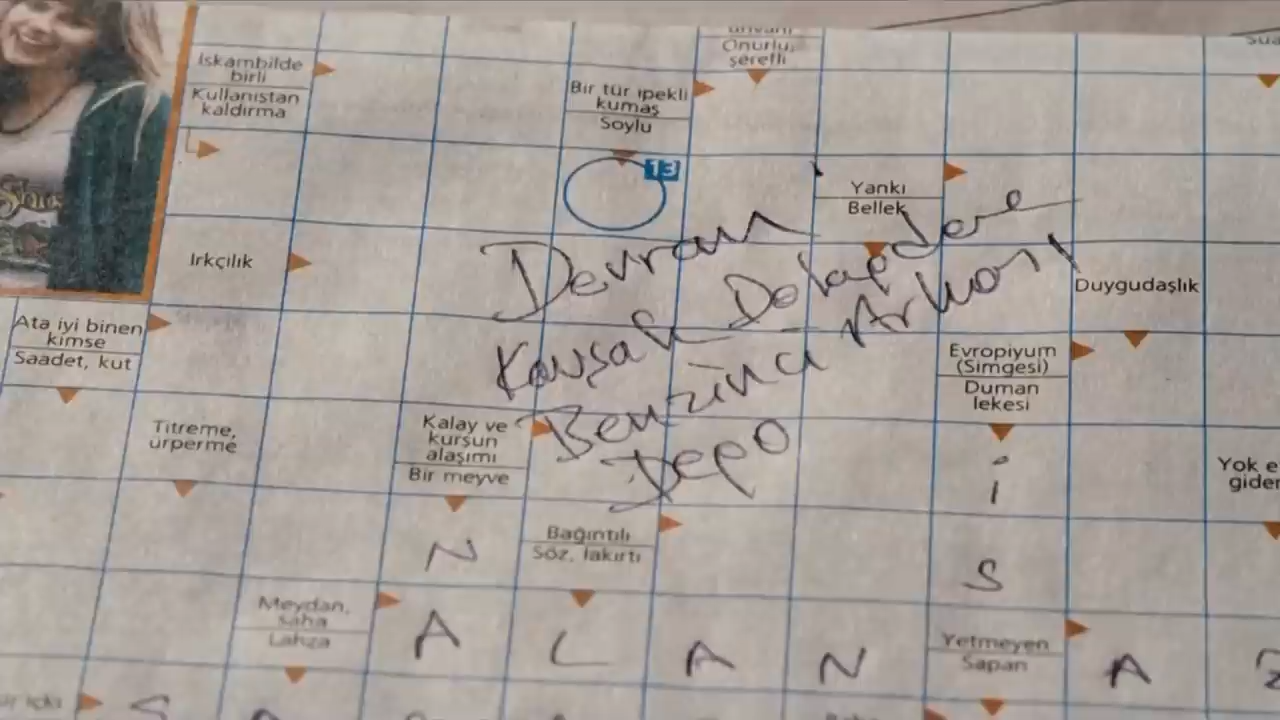 Onurlu, şerefli
İskambilde birli
Kullanıştan kaldırma
Bir tür ipekli kumaş
Soylu
13
Yankı
Bellek
Irkçılık
Duygudaşlık
Devran
Kavşak Dolapdere
Benzinci Arkası
Depo
Ata iyi binen kimse
Saadet, kut
Evropiyum (Simgesi)
Duman lekesi
Titreme, ürperme
Kalay ve kurşun alaşımı
Bir meyve
Yok e
gider
İ
N
Bağıntılı
Söz, lakırtı
S
Meydan, saha
Lahza
A L A N
Yetmeyen
Sapan
A